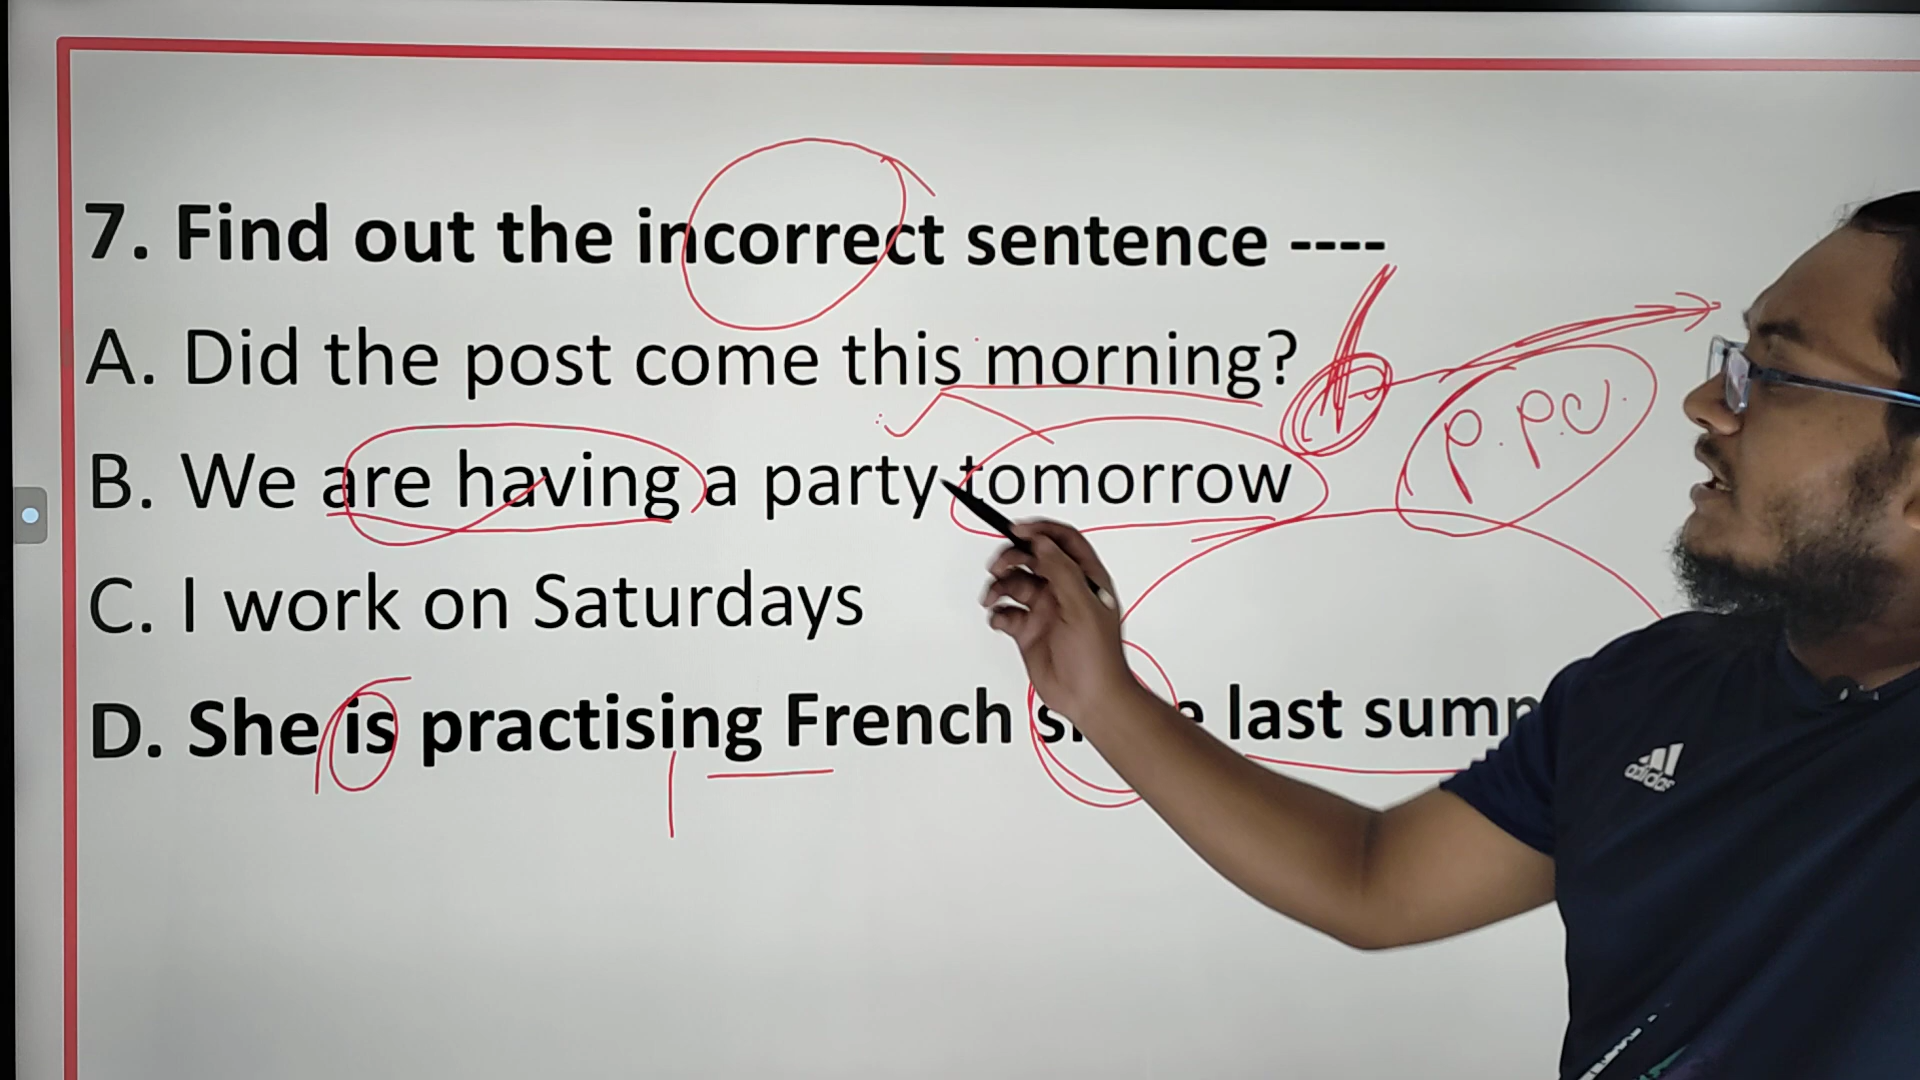 7. Find out the incorrect sentence ----
A. Did the post come this morning?
B. We are having a party tomorrow
C. I work on Saturdays
D. She is practising French last
P.P.C.
adidas